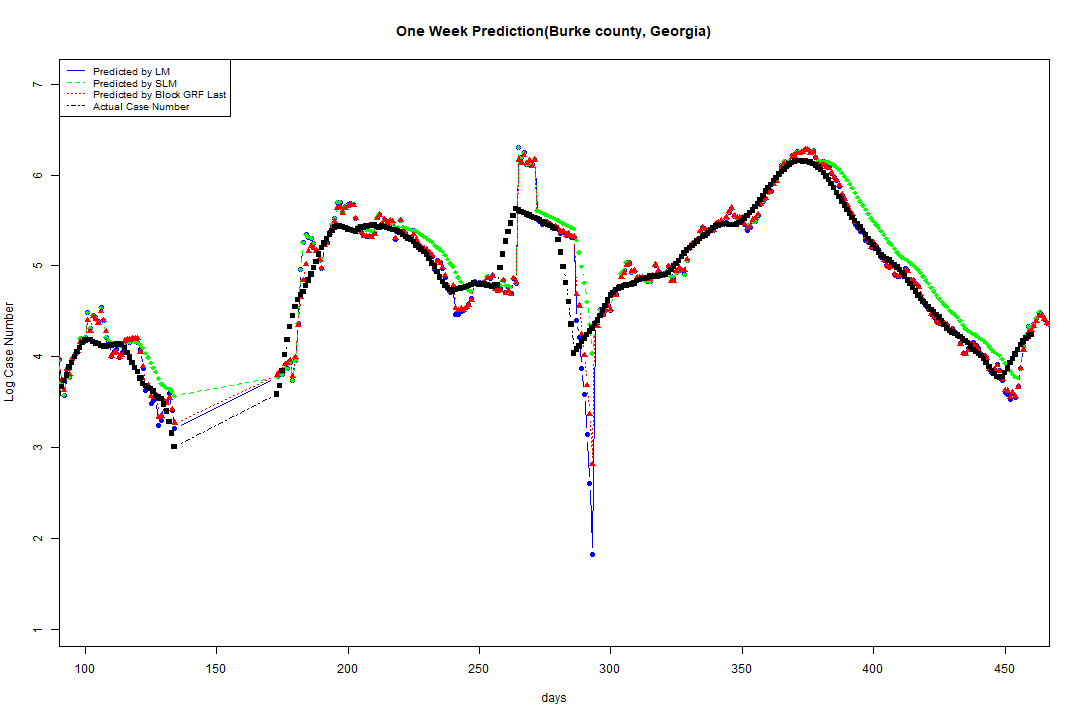 One Week Prediction(Burke county, Georgia)
Predicted by LM
Predicted by SLM
Predicted by Block GRF Last
Actual Case Number
Log Case Number
7
6
5
4
3
2
1
100 150 200 250 300 350 400 450
days